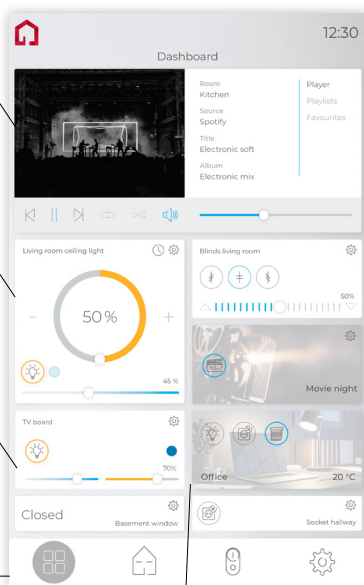 12:30
Dashboard
Room
Kitchen
Source
Spotify
Title
Electronic soft
Album
Electronic mix
Player
Playlists
Favourites
Living room ceiling light
50 %
45 %
Blinds living room
50%
Movie night
TV board
70%
Office
20 °C
Closed
Basement window
Socket hallway